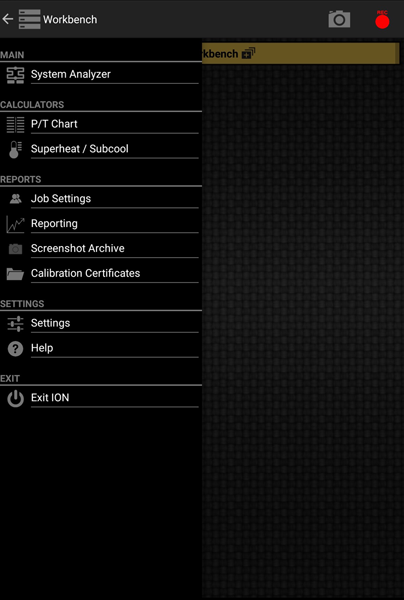 Workbench
REC
MAIN
rkbench
System Analyzer
CALCULATORS
P/T Chart
Superheat / Subcool
REPORTS
Job Settings
Reporting
Screenshot Archive
Calibration Certificates
SETTINGS
Settings
Help
EXIT
Exit ION